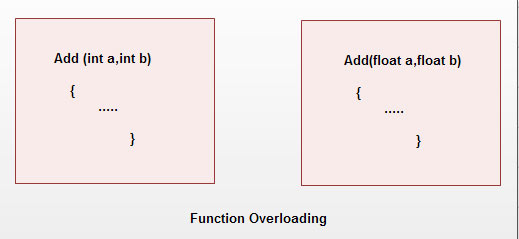 Add (int a,int b)
{
.....
}
Add(float a,float b)
{
.....
}
Function Overloading